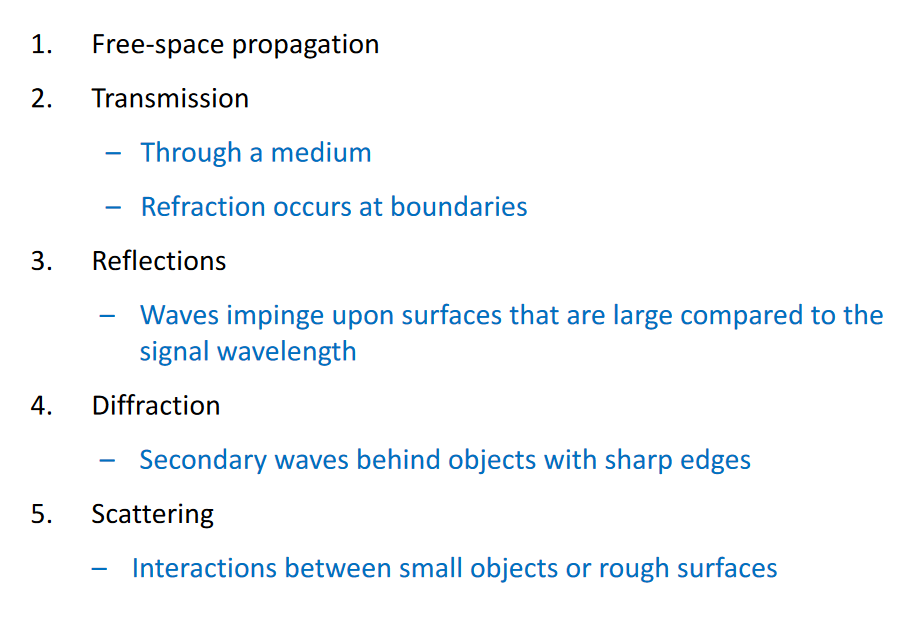 1. Free-space propagation
2. Transmission
– Through a medium
– Refraction occurs at boundaries
3. Reflections
– Waves impinge upon surfaces that are large compared to the
signal wavelength
4. Diffraction
– Secondary waves behind objects with sharp edges
5. Scattering
– Interactions between small objects or rough surfaces